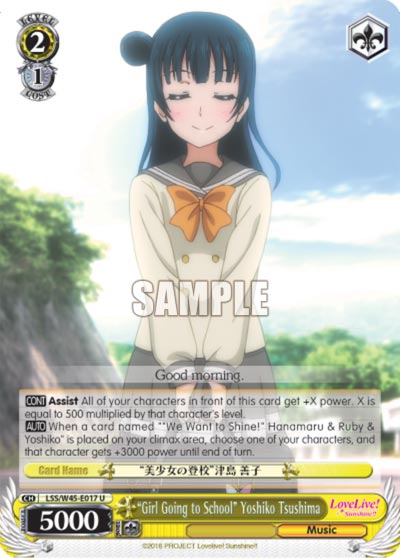 LEVEL
2
1
COST
SAMPLE
Good morning.
CONT Assist All of your characters in front of this card get +X power. X is
equal to 500 multiplied by that character's level.
AUTO When a card named ""We Want to Shine!" Hanamaru & Ruby &
Yoshiko" is placed on your climax area, choose one of your characters, and
that character gets +3000 power until end of turn.
Card Name "美少女の登校"津島 善子
CH LSS/W45-E017 U
5000 "Girl Going to School" Yoshiko Tsushima
LoveLive!
Sunshine!!
Music
©2016 PROJECT Lovelive! Sunshine!!